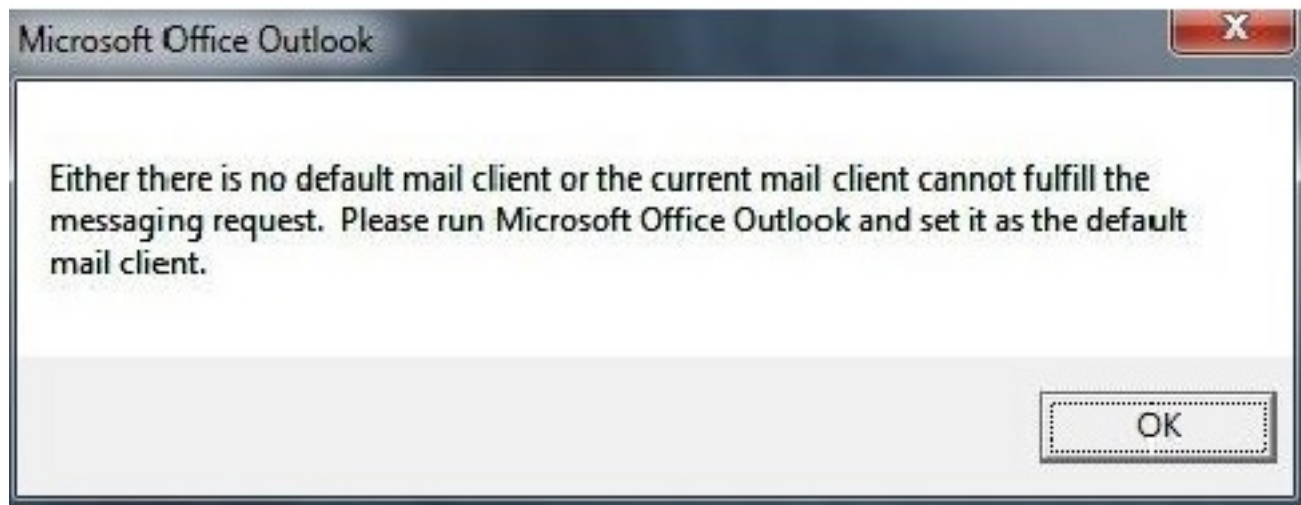 Microsoft Office Outlook
X
Either there is no default mail client or the current mail client cannot fulfill the
messaging request.  Please run Microsoft Office Outlook and set it as the default
mail client.
OK